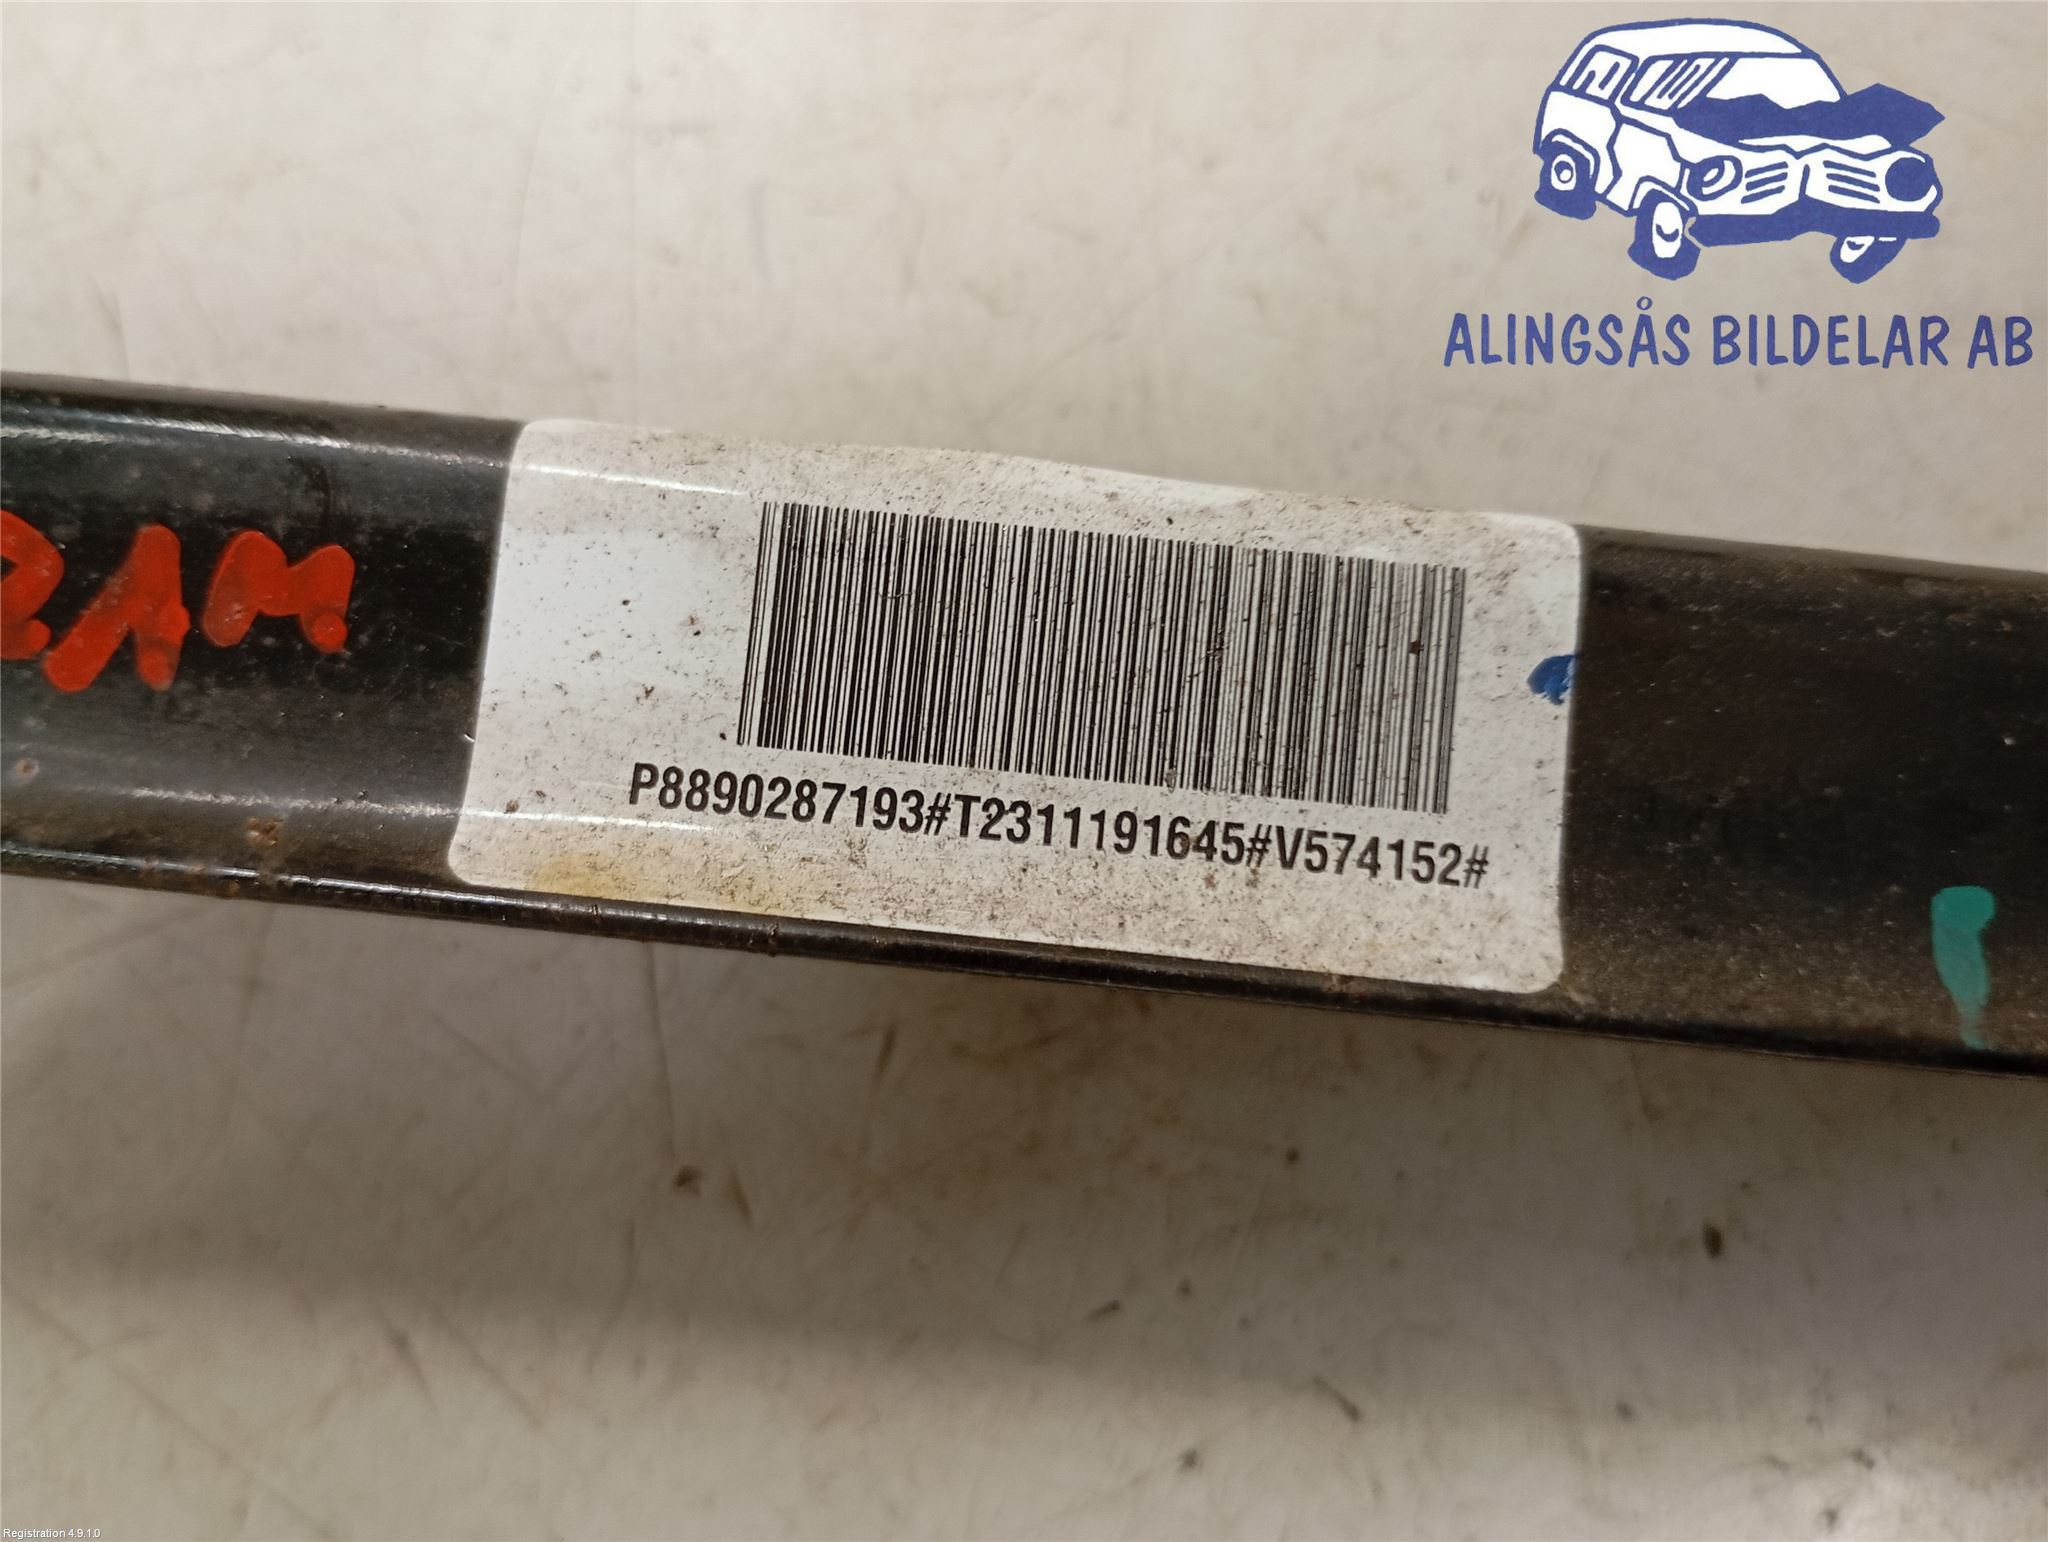 ALINGSÅS BILDELAR AB
P8890287193#T2311191645#V574152#
Registration 4.9.1.0